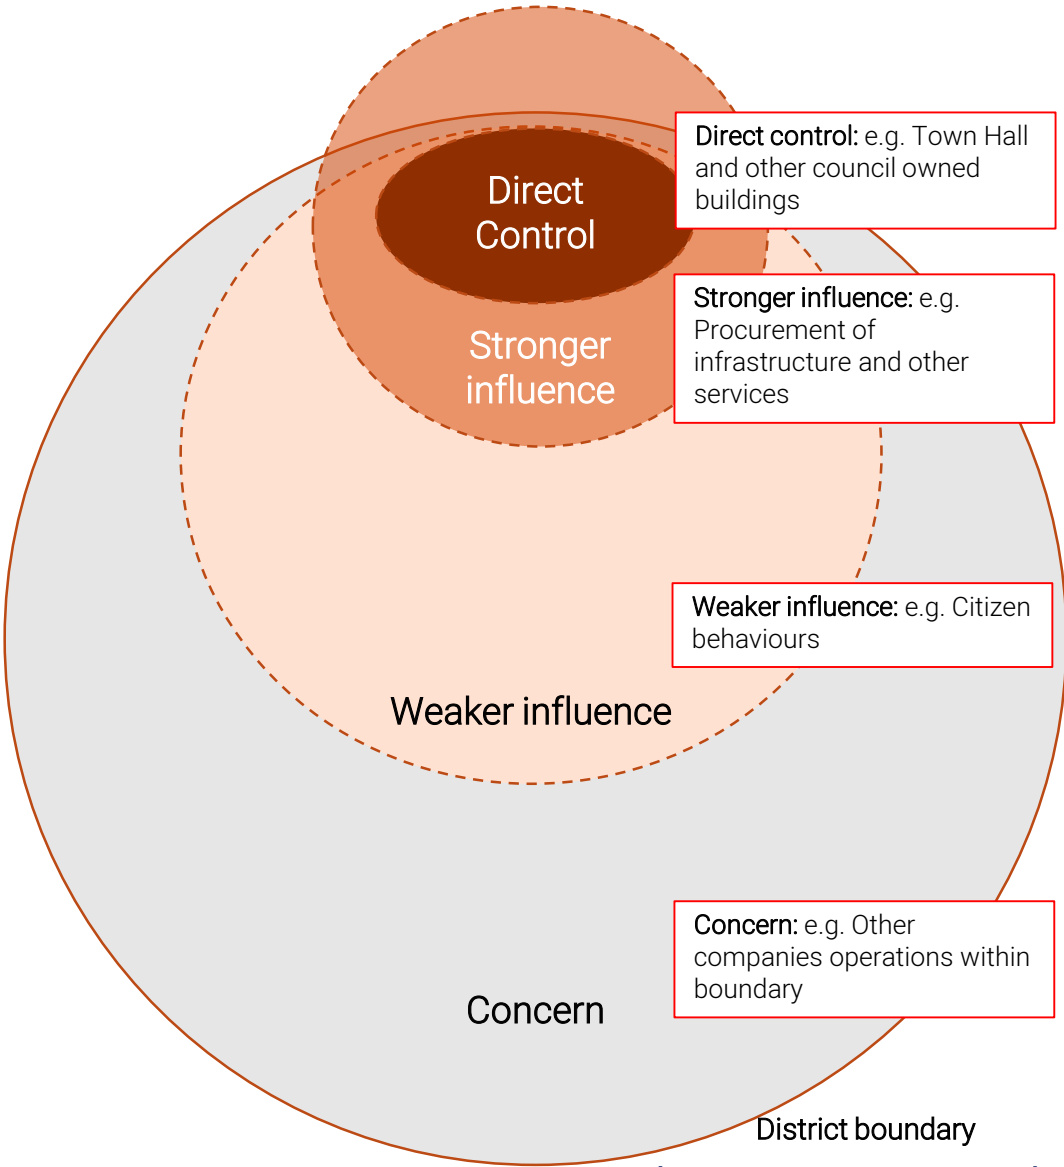 Direct
Control
Direct control: e.g. Town Hall
and other council owned
buildings
Stronger influence: e.g.
Procurement of
infrastructure and other
services
Stronger
influence
Weaker influence: e.g. Citizen
behaviours
Weaker influence
Concern: e.g. Other
companies operations within
boundary
Concern
District boundary